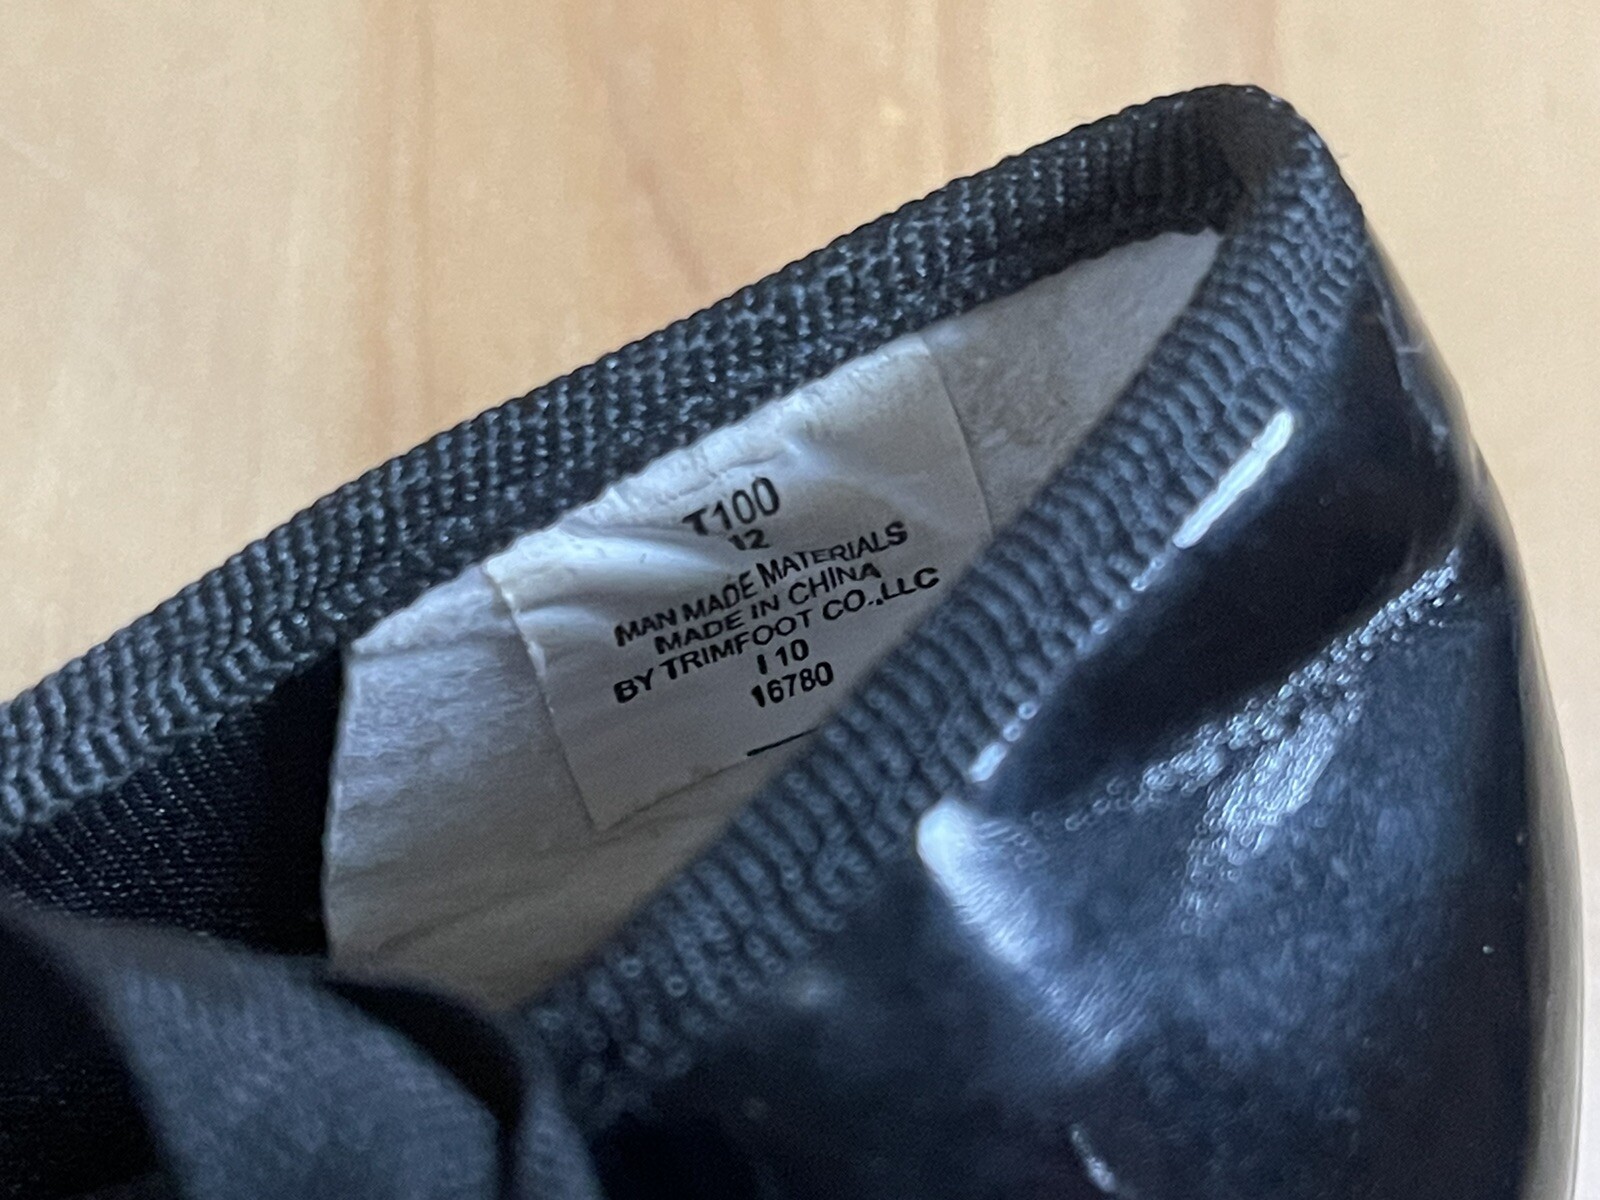 T100
12
MAN MADE MATERIALS
MADE IN CHINA
BY TRIMFOOT CO.,LLC
I 10
16780